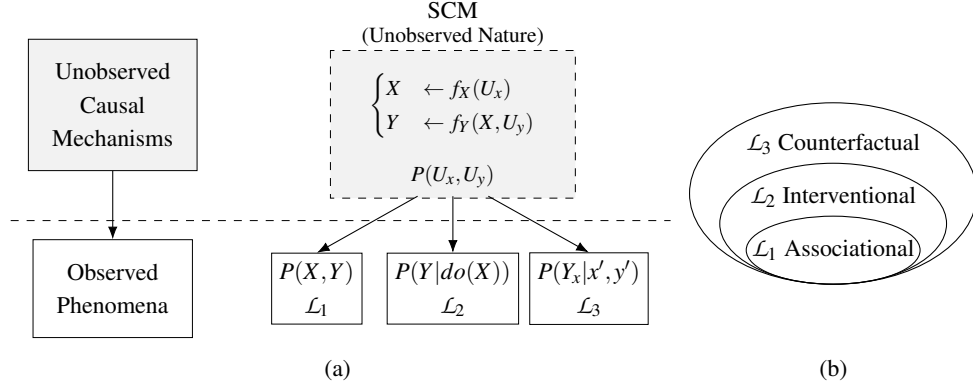 SCM
(Unobserved Nature)
Unobserved
Causal
Mechanisms
{ X ← f_X(U_x)
Y ← f_Y(X, U_y)
P(U_x, U_y)
Observed
Phenomena
P(X, Y)
ℒ₁
P(Y|do(X))
ℒ₂
P(Y_x|x′, y′)
ℒ₃
(a)
ℒ₃ Counterfactual
ℒ₂ Interventional
ℒ₁ Associational
(b)